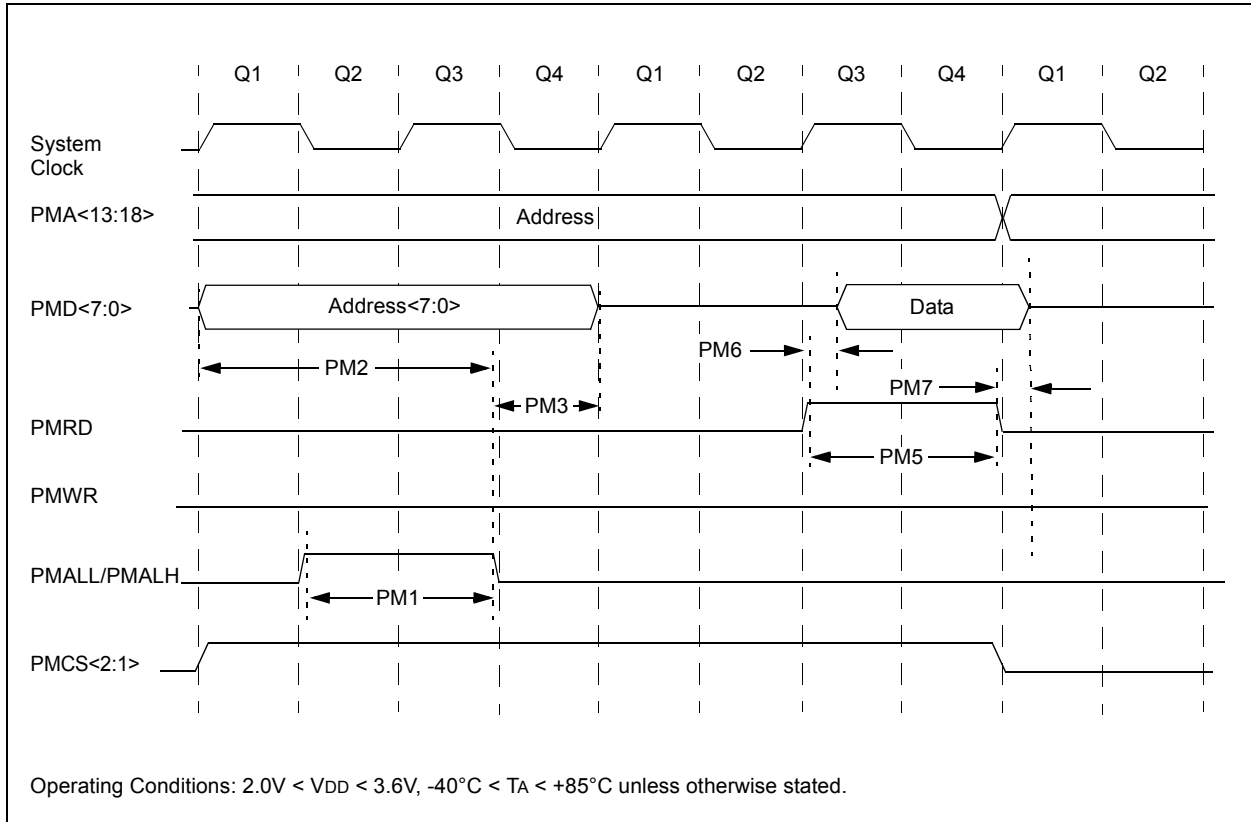 Q1 Q2 Q3 Q4 Q1 Q2 Q3 Q4 Q1 Q2
System
Clock
PMA<13:18>
Address
PMD<7:0>
Address<7:0>
Data
PM6
PM2
PM7
PM3
PMRD
PM5
PMWR
PMALL/PMALH
PM1
PMCS<2:1>
Operating Conditions: 2.0V < VDD < 3.6V, -40°C < TA < +85°C unless otherwise stated.